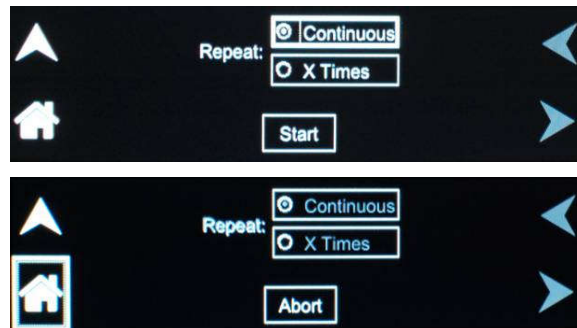 Continuous
Repeat:
X Times
Start
Continuous
Repeat:
X Times
Abort